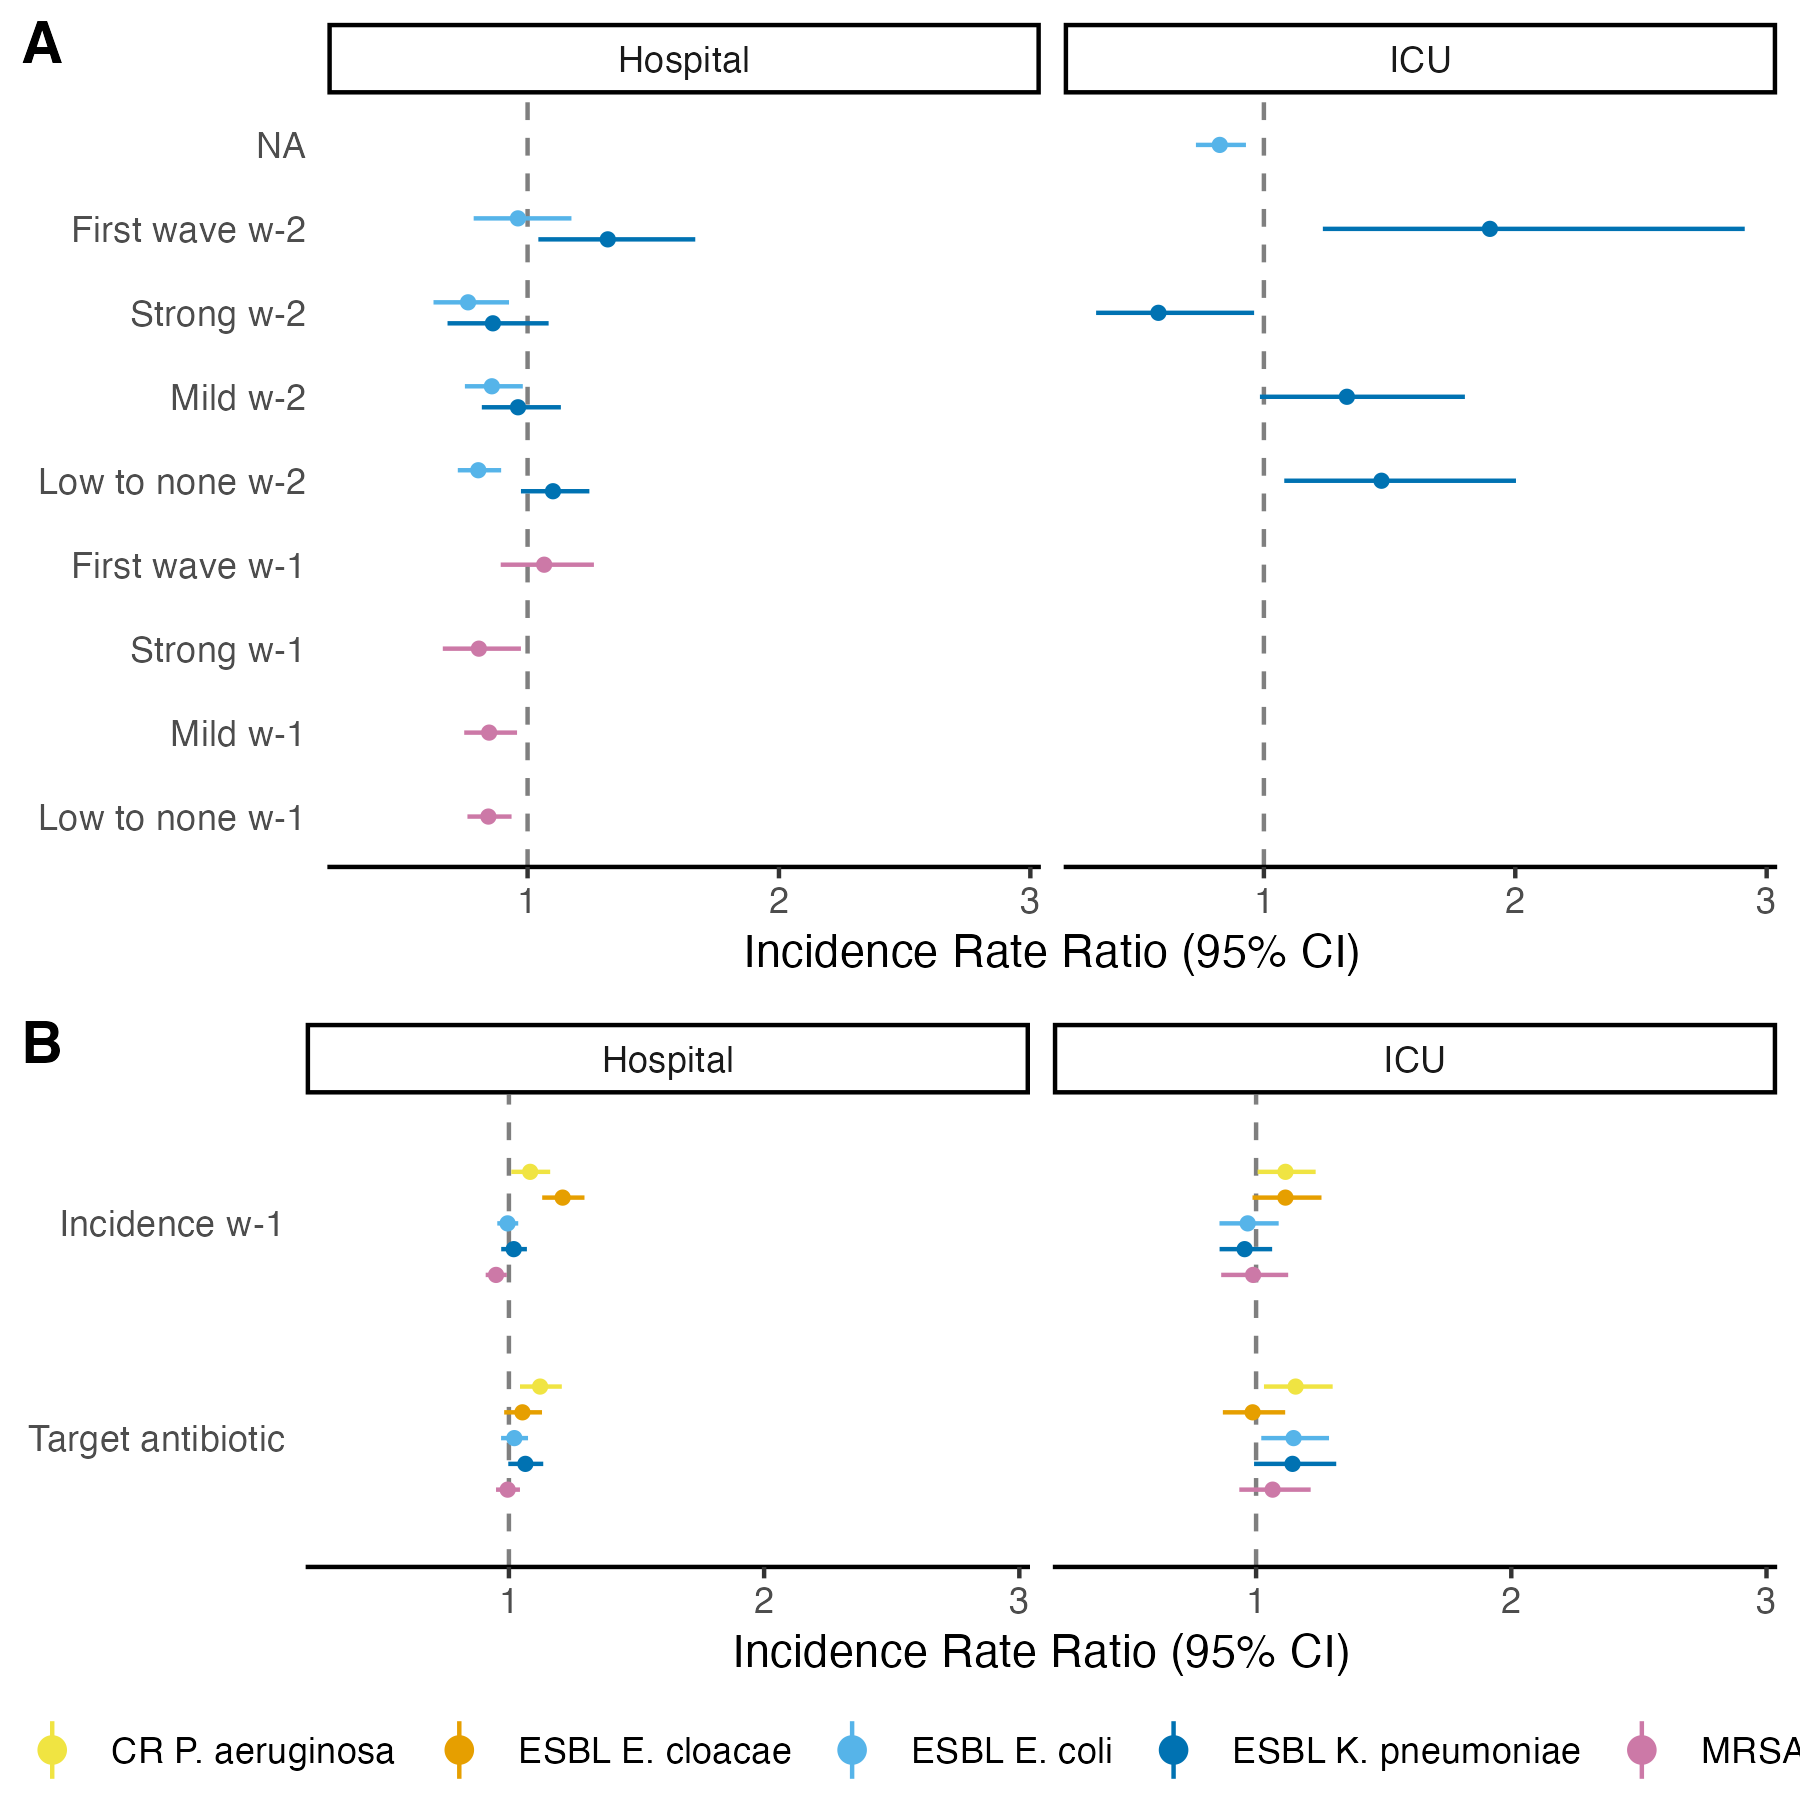 A
Hospital ICU
NA
First wave w-2
Strong w-2
Mild w-2
Low to none w-2
First wave w-1
Strong w-1
Mild w-1
Low to none w-1
1 2 3 1 2 3
Incidence Rate Ratio (95% CI)
B
Hospital ICU
Incidence w-1
Target antibiotic
1 2 3 1 2 3
Incidence Rate Ratio (95% CI)
CR P. aeruginosa ESBL E. cloacae ESBL E. coli ESBL K. pneumoniae MRSA